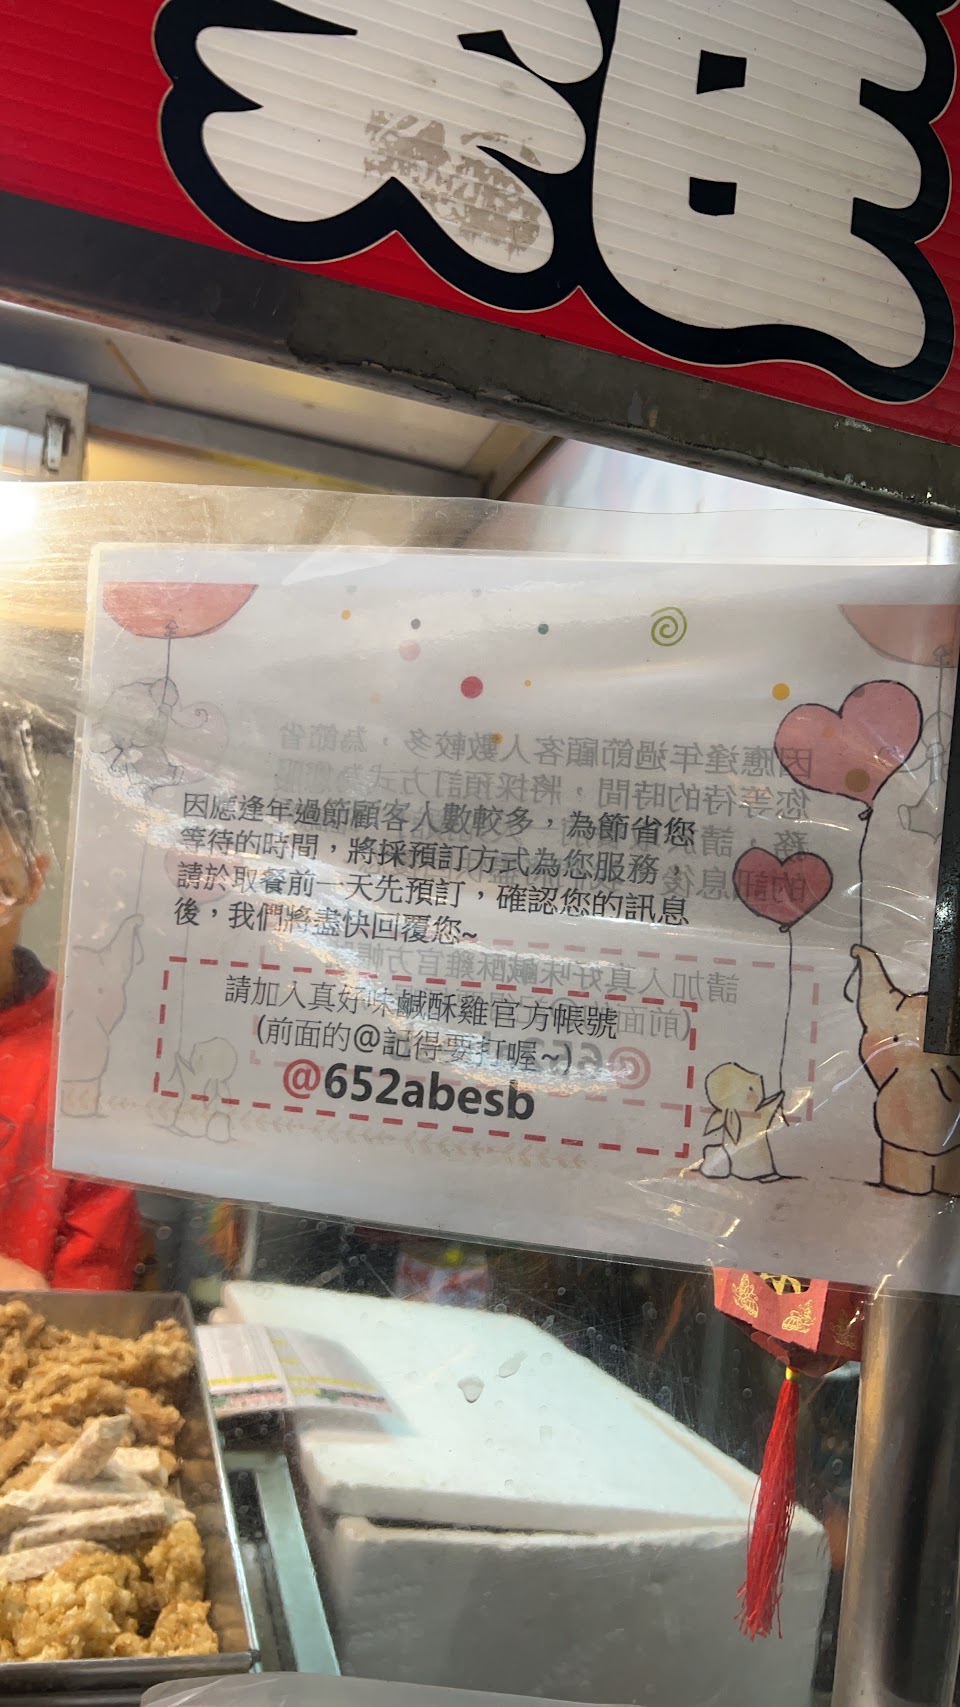 雞
因應逢年過節顧客人數較多，為節省您
等待的時間，將採預訂方式為您服務，
請於取餐前一天先預訂，確認您的訊息
後，我們將盡快回覆您~
請加入真好味鹹酥雞官方帳號
(前面的@記得要打喔~)
@652abesb